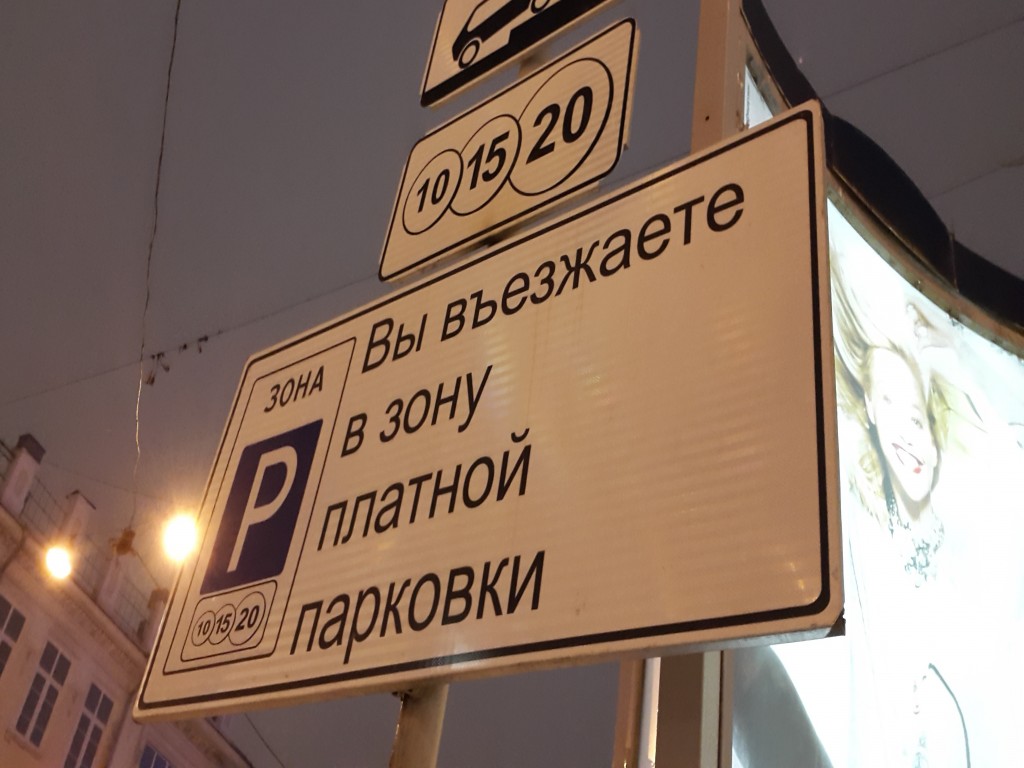 10 15 20
Вы въезжаете
в зону
платной
парковки
ЗОНА
P
10 15 20